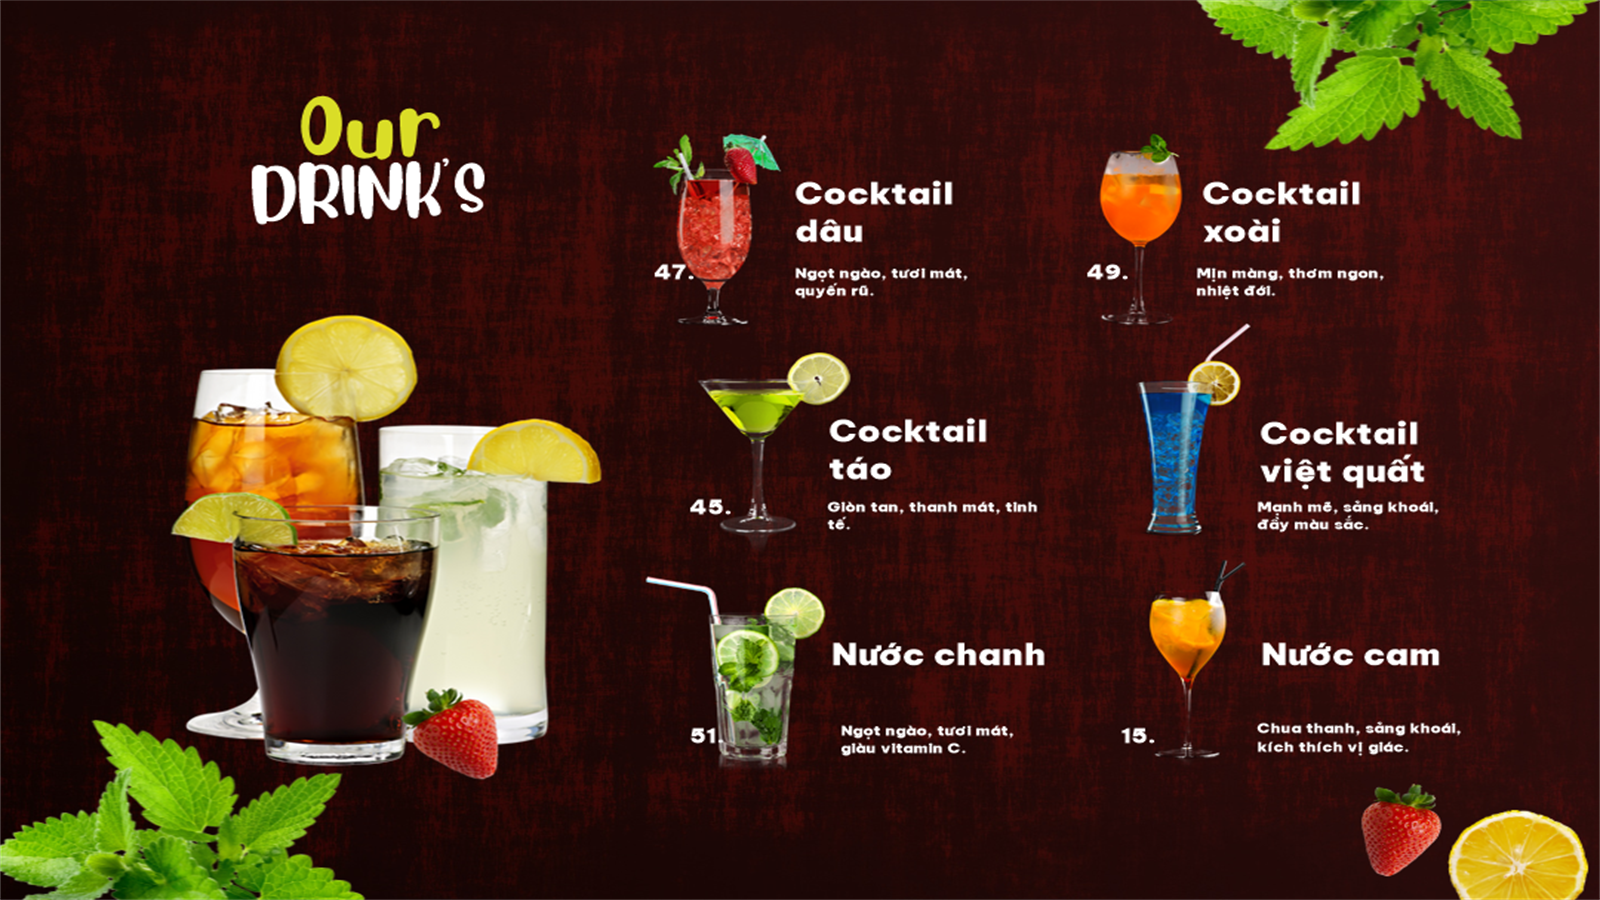 Our
DRINK'S
Cocktail
dâu
47.
Ngọt ngào, tươi mát,
quyến rũ.
Cocktail
xoài
49.
Mịn màng, thơm ngon,
nhiệt đới.
Cocktail
táo
45.
Giòn tan, thanh mát, tinh
tế.
Cocktail
việt quất
Mạnh mẽ, sảng khoái,
đầy màu sắc.
Nước chanh
51
Ngọt ngào, tươi mát,
giàu vitamin C.
Nước cam
15.
Chua thanh, sảng khoái,
kích thích vị giác.